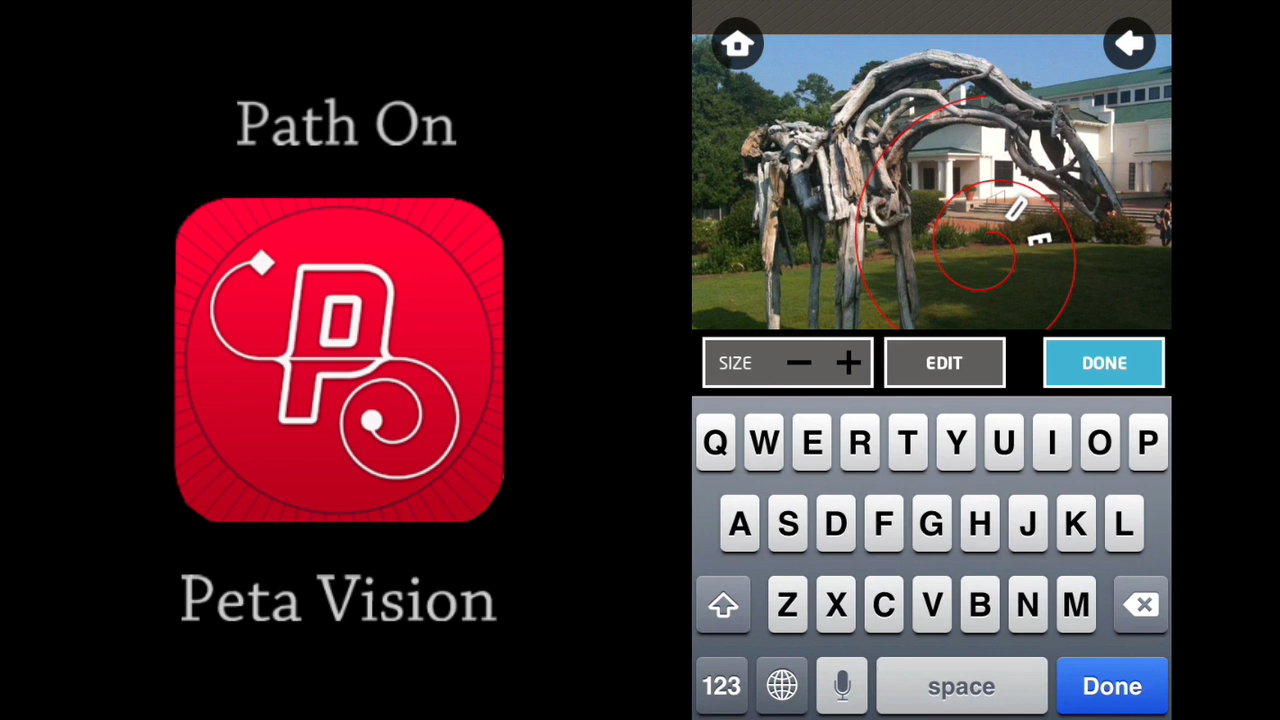 Path On
P
Peta Vision
D
E
SIZE − +
EDIT
DONE
Q W E R T Y U I O P
A S D F G H J K L
Z X C V B N M
123
space
Done